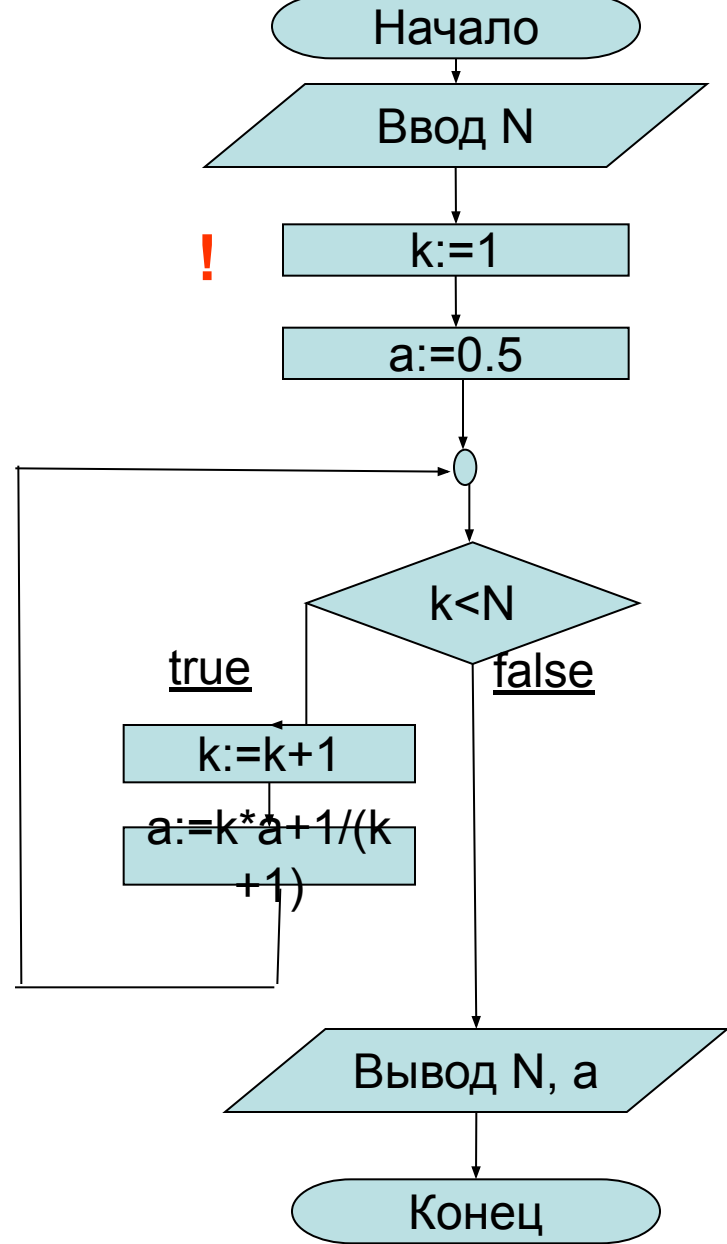 Начало
Ввод N
!
k:=1
a:=0.5
k<N
true
false
k:=k+1
a:=k*a+1/(k
+1)
Вывод N, a
Конец